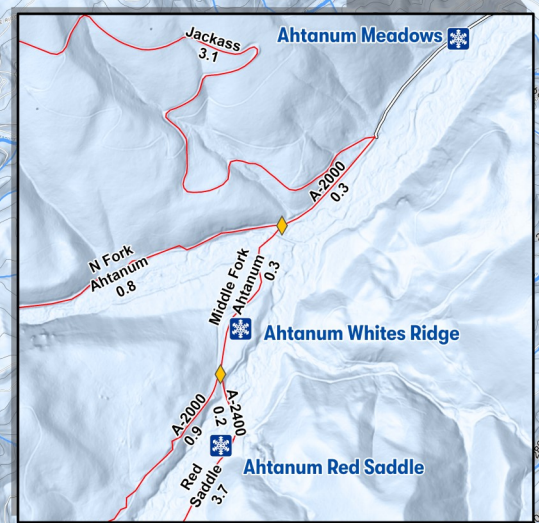 Jackass
3.1
Ahtanum Meadows
A-2000
0.3
N Fork
Ahtanum
0.8
Middle Fork
Ahtanum
0.3
Ahtanum Whites Ridge
A-2000
0.9
A-2400
0.2
Ahtanum Red Saddle
Red
Saddle
3.7